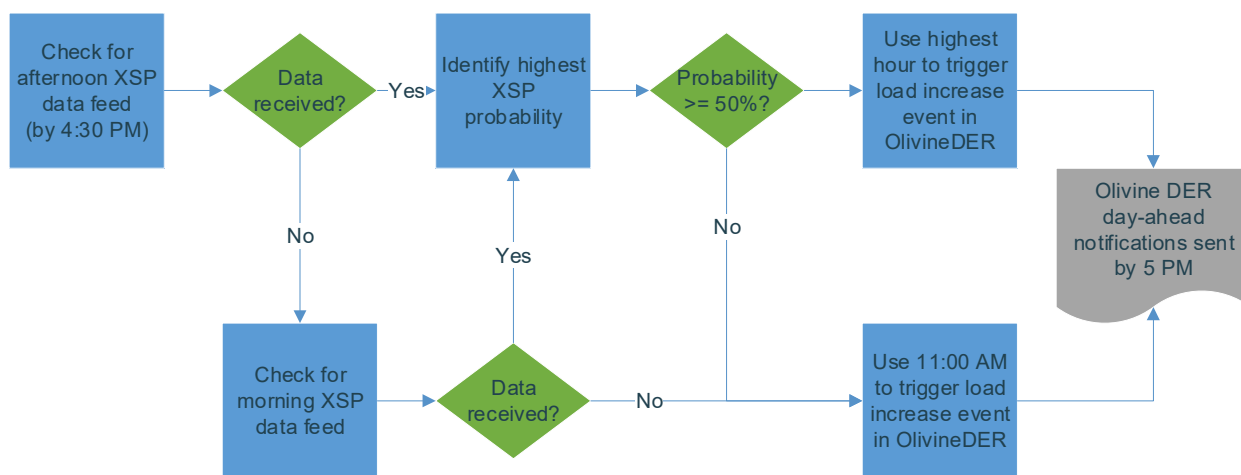 Check for
afternoon XSP
data feed
(by 4:30 PM)
Data
received?
Yes
Identify highest
XSP
probability
Probability
>= 50%?
Use highest
hour to trigger
load increase
event in
OlivineDER
Olivine DER
day-ahead
notifications sent
by 5 PM
No
Yes
No
Check for
morning XSP
data feed
Data
received?
No
Use 11:00 AM
to trigger load
increase event
in OlivineDER